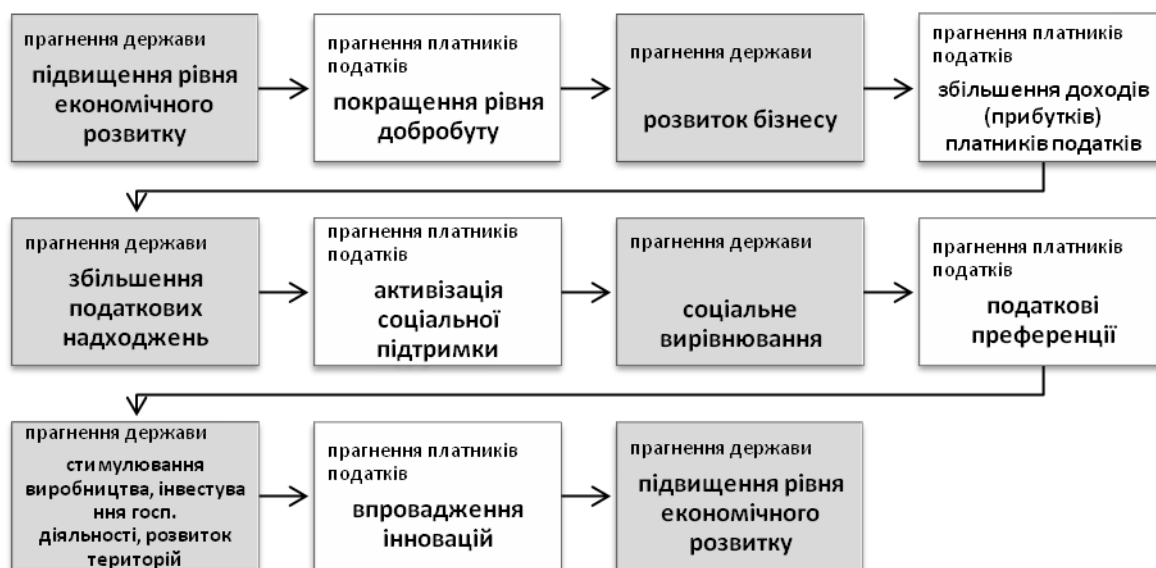 прагнення держави
підвищення рівня
економічного
розвитку
прагнення платників
податків
покращення рівня
добробуту
прагнення держави
розвиток бізнесу
прагнення платників
податків
збільшення доходів
(прибутків)
платників податків
прагнення держави
збільшення
податкових
надходжень
прагнення платників
податків
активізація
соціальної
підтримки
прагнення держави
соціальне
вирівнювання
прагнення платників
податків
податкові
преференції
прагнення держави
стимулювання
виробництва, інвестува
ння госп.
діяльності, розвиток
територій
прагнення платників
податків
впровадження
інновацій
прагнення держави
підвищення рівня
економічного
розвитку